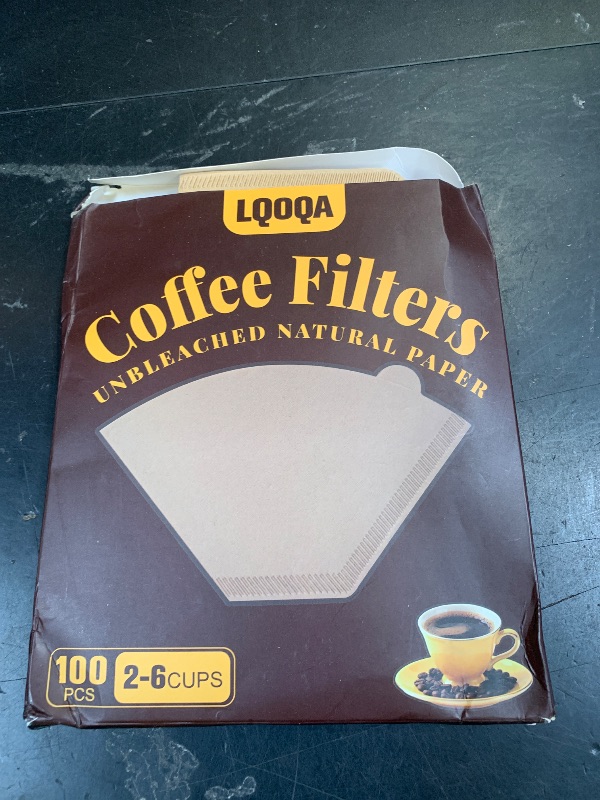 LQOQA
Coffee Filters
UNBLEACHED NATURAL PAPER
100 PCS
2-6CUPS